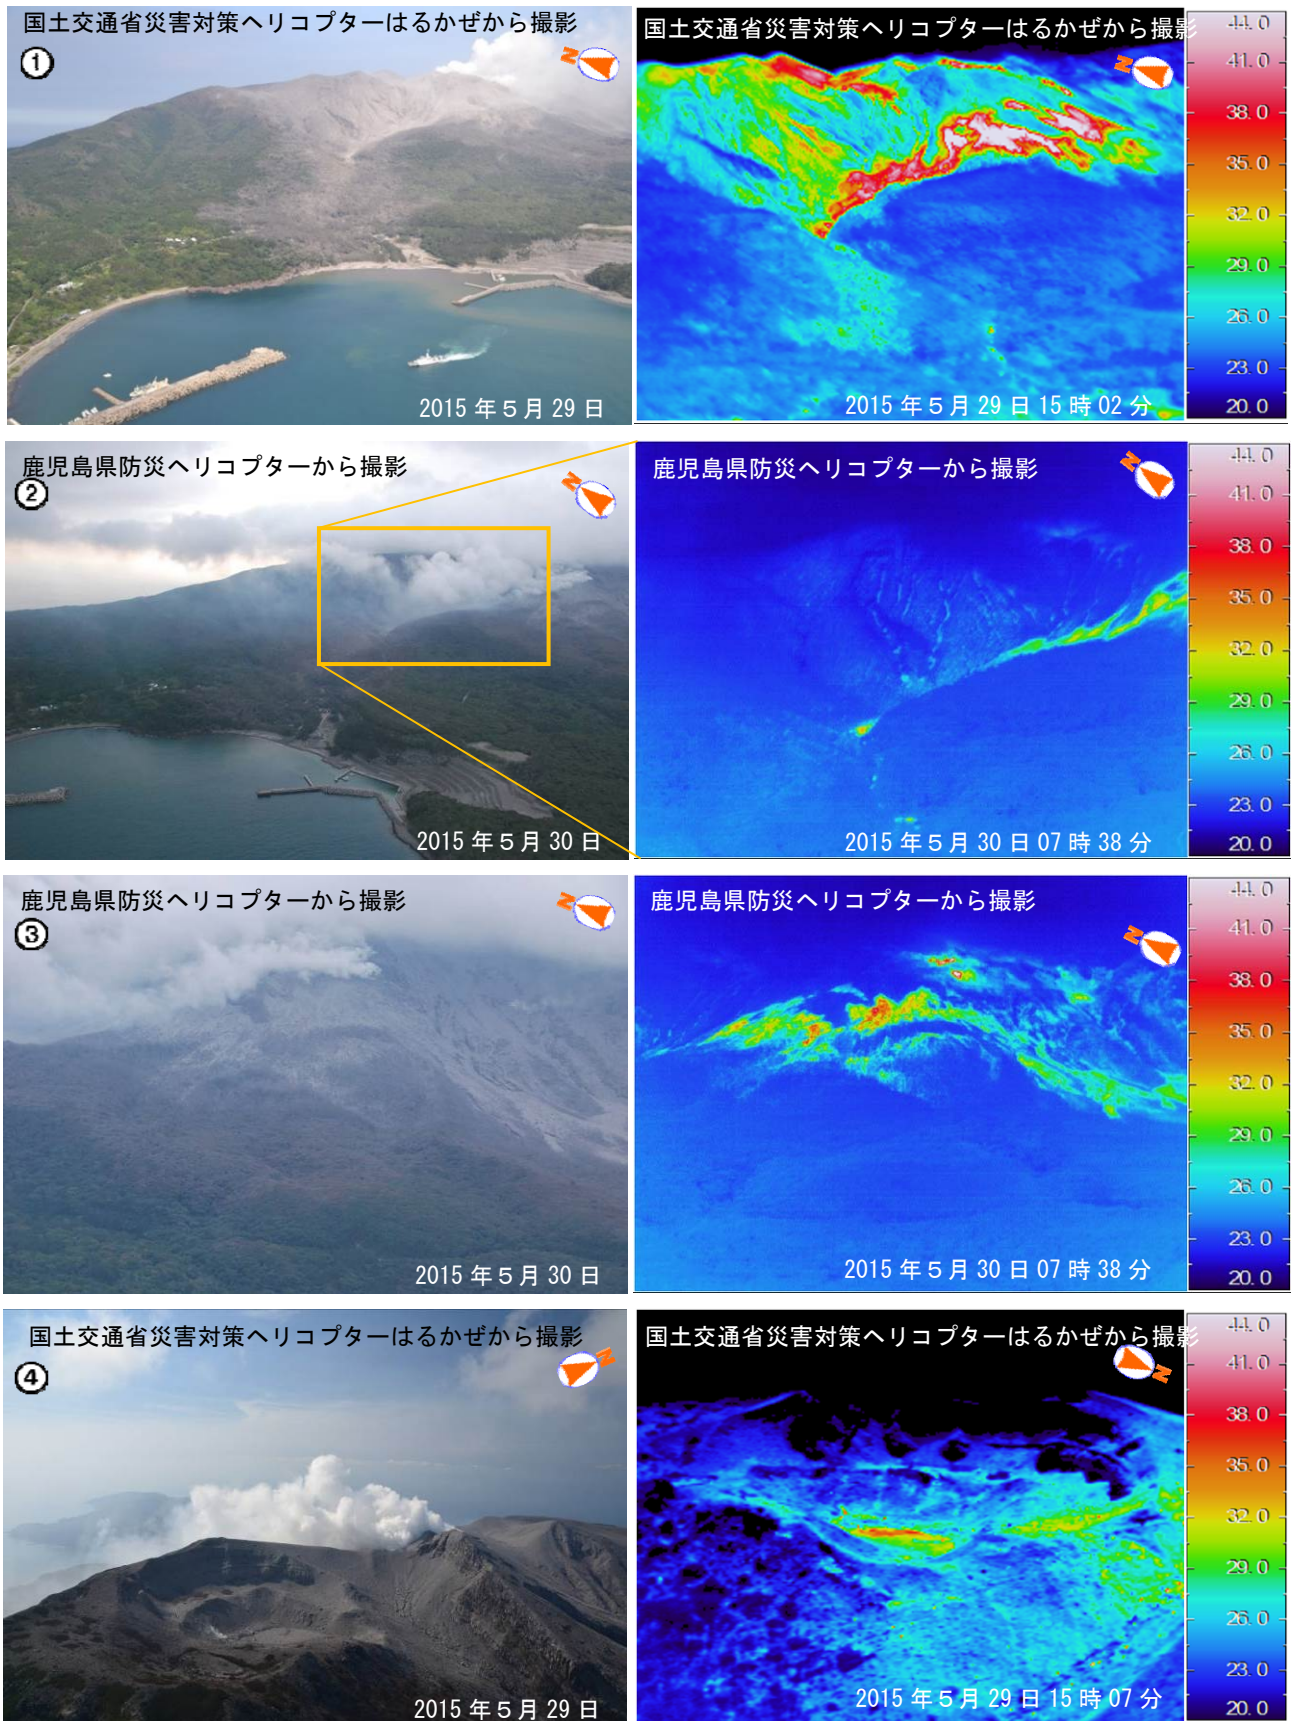 国土交通省災害対策ヘリコプターはるかぜから撮影
①
N
2015年5月29日
国土交通省災害対策ヘリコプターはるかぜから撮影
N
2015年5月29日15時02分
44.0
41.0
38.0
35.0
32.0
29.0
26.0
23.0
20.0
鹿児島県防災ヘリコプターから撮影
②
N
2015年5月30日
鹿児島県防災ヘリコプターから撮影
N
2015年5月30日07時38分
44.0
41.0
38.0
35.0
32.0
29.0
26.0
23.0
20.0
鹿児島県防災ヘリコプターから撮影
③
N
2015年5月30日
鹿児島県防災ヘリコプターから撮影
N
2015年5月30日07時38分
44.0
41.0
38.0
35.0
32.0
29.0
26.0
23.0
20.0
国土交通省災害対策ヘリコプターはるかぜから撮影
④
N
2015年5月29日
国土交通省災害対策ヘリコプターはるかぜから撮影
N
2015年5月29日15時07分
44.0
41.0
38.0
35.0
32.0
29.0
26.0
23.0
20.0